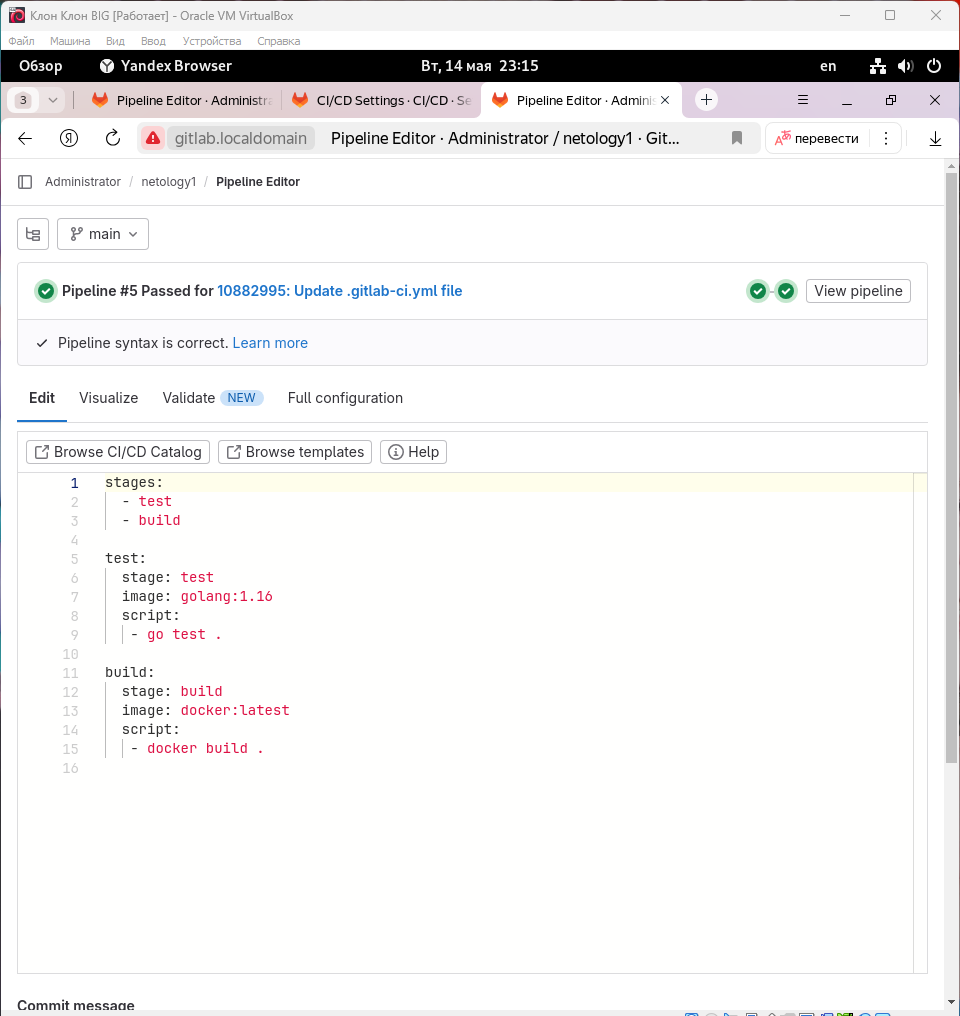 Клон Клон BIG [Работает] - Oracle VM VirtualBox
Файл Машина Вид Ввод Устройства Справка
Обзор Yandex Browser Вт, 14 мая 23:15 en
3 Pipeline Editor · Administra CI/CD Settings · CI/CD · Se Pipeline Editor · Adminis
Я gitlab.localdomain Pipeline Editor · Administrator / netology1 · Git... перевести
Administrator / netology1 / Pipeline Editor
main
Pipeline #5 Passed for 10882995: Update .gitlab-ci.yml file View pipeline
Pipeline syntax is correct. Learn more
Edit Visualize Validate NEW Full configuration
Browse CI/CD Catalog Browse templates Help
1 stages:
2   - test
3   - build
4
5 test:
6   stage: test
7   image: golang:1.16
8   script:
9    - go test .
10
11 build:
12   stage: build
13   image: docker:latest
14   script:
15    - docker build .
16
Commit message